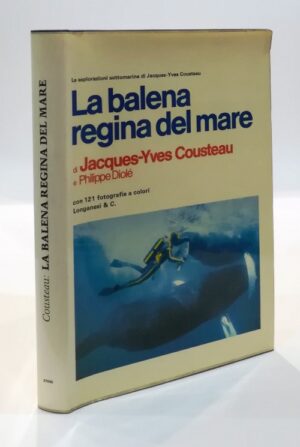 Le esplorazioni sottomarine di Jacques-Yves Cousteau
La balena
regina del mare
di Jacques-Yves Cousteau
e Philippe Diolé
con 121 fotografie a colori
Longanesi & C.
Cousteau: LA BALENA REGINA DEL MARE